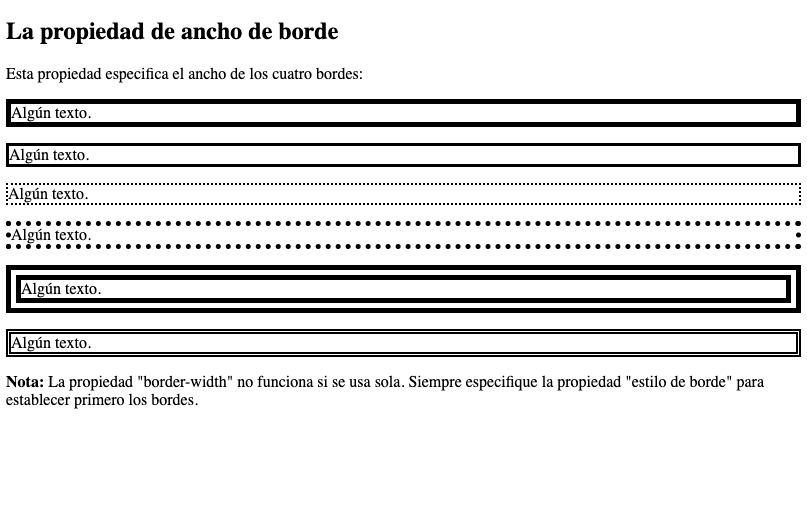 La propiedad de ancho de borde
Esta propiedad especifica el ancho de los cuatro bordes:
Algún texto.
Algún texto.
Algún texto.
Algún texto.
Algún texto.
Algún texto.
Nota: La propiedad "border-width" no funciona si se usa sola. Siempre especifique la propiedad "estilo de borde" para
establecer primero los bordes.